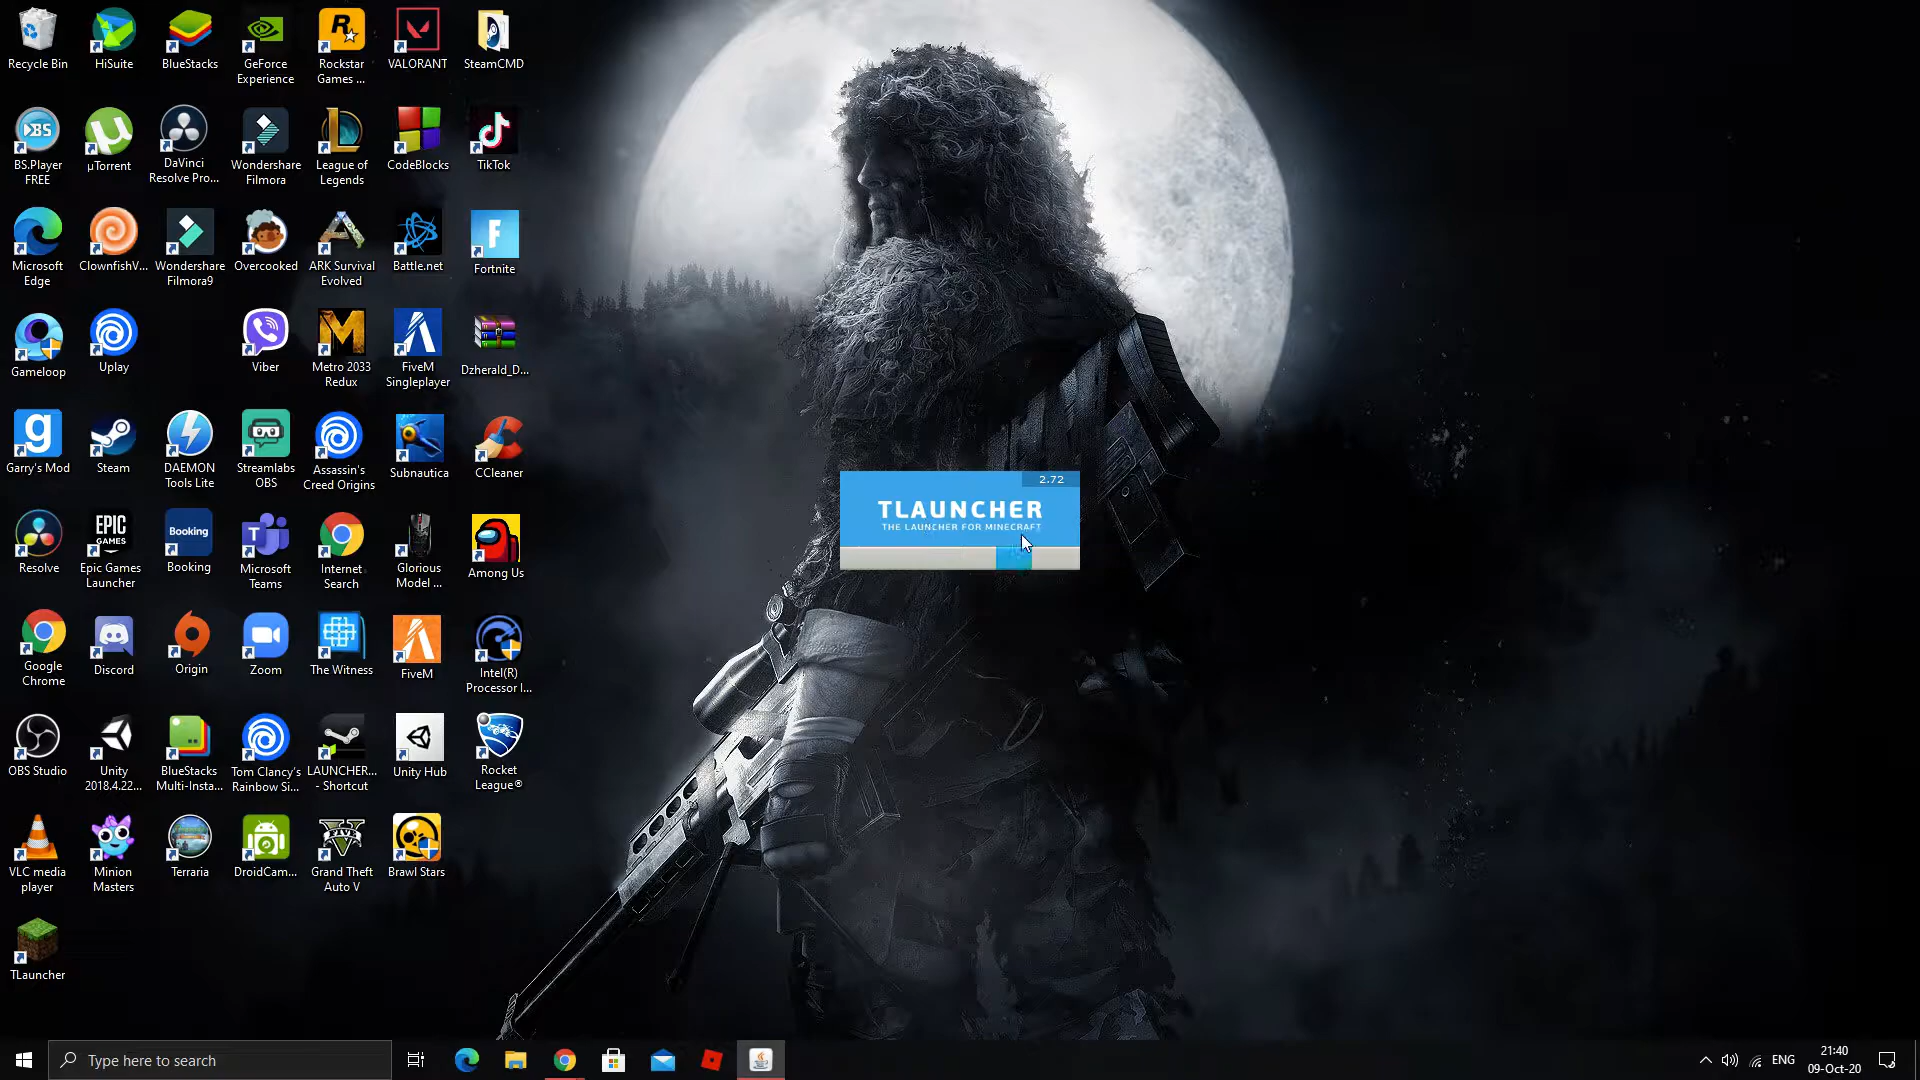 Recycle Bin
HiSuite
BlueStacks
GeForce
Experience
Rockstar
Games ...
VALORANT
SteamCMD
BS.Player
FREE
µTorrent
DaVinci
Resolve Pro...
Wondershare
Filmora
League of
Legends
CodeBlocks
TikTok
Microsoft
Edge
ClownfishV...
Wondershare
Filmora9
Overcooked
ARK Survival
Evolved
Battle.net
Fortnite
Gameloop
Uplay
Viber
Metro 2033
Redux
FiveM
Singleplayer
Dzherald_D...
Garry's Mod
Steam
DAEMON
Tools Lite
Streamlabs
OBS
Assassin's
Creed Origins
Subnautica
CCleaner
2.72
TLAUNCHER
THE LAUNCHER FOR MINECRAFT
Resolve
EPIC
GAMES
Epic Games
Launcher
Booking
Booking
Microsoft
Teams
Internet
Search
Glorious
Model ...
Among Us
Google
Chrome
Discord
Origin
Zoom
The Witness
FiveM
Intel(R)
Processor I...
OBS Studio
Unity
2018.4.22...
BlueStacks
Multi-Insta...
Tom Clancy's
Rainbow Si...
LAUNCHER...
- Shortcut
Unity Hub
Rocket
League®
VLC media
player
Minion
Masters
Terraria
DroidCam...
Grand Theft
Auto V
Brawl Stars
TLauncher
Type here to search
ENG
21:40
09-Oct-20